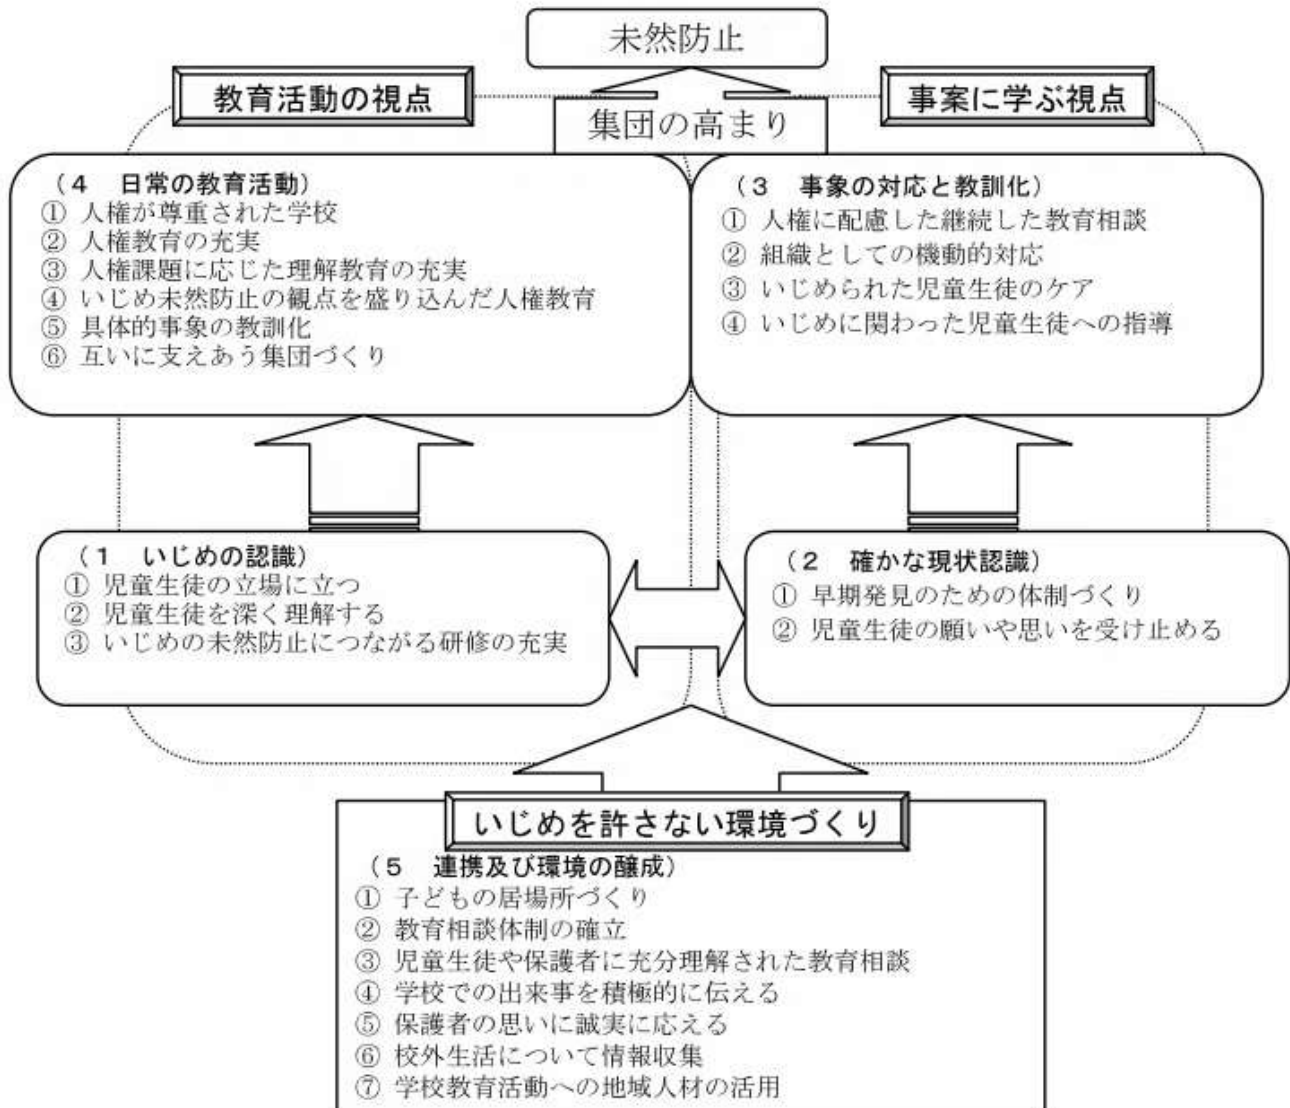 未然防止
教育活動の視点
事案に学ぶ視点
集団の高まり
（４　日常の教育活動）
① 人権が尊重された学校
② 人権教育の充実
③ 人権課題に応じた理解教育の充実
④ いじめ未然防止の観点を盛り込んだ人権教育
⑤ 具体的事象の教訓化
⑥ 互いに支えあう集団づくり
（３　事象の対応と教訓化）
① 人権に配慮した継続した教育相談
② 組織としての機動的対応
③ いじめられた児童生徒のケア
④ いじめに関わった児童生徒への指導
（１　いじめの認識）
① 児童生徒の立場に立つ
② 児童生徒を深く理解する
③ いじめの未然防止につながる研修の充実
（２　確かな現状認識）
① 早期発見のための体制づくり
② 児童生徒の願いや思いを受け止める
いじめを許さない環境づくり
（５　連携及び環境の醸成）
① 子どもの居場所づくり
② 教育相談体制の確立
③ 児童生徒や保護者に充分理解された教育相談
④ 学校での出来事を積極的に伝える
⑤ 保護者の思いに誠実に応える
⑥ 校外生活について情報収集
⑦ 学校教育活動への地域人材の活用